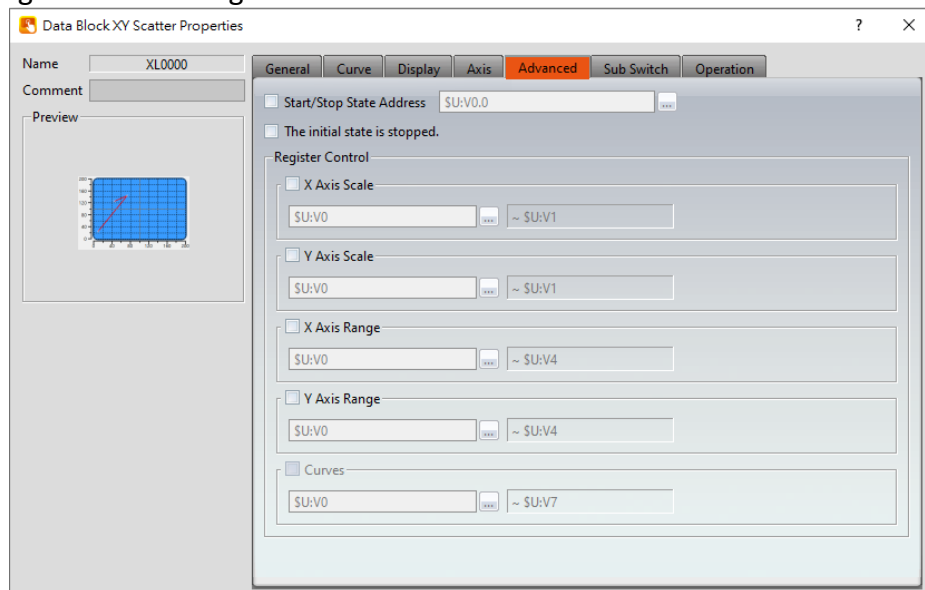 Data Block XY Scatter Properties
? ×
Name XL0000
Comment
Preview
General Curve Display Axis Advanced Sub Switch Operation
Start/Stop State Address $U:V0.0 ...
The initial state is stopped.
Register Control
X Axis Scale
$U:V0 ... ~ $U:V1
Y Axis Scale
$U:V0 ... ~ $U:V1
X Axis Range
$U:V0 ... ~ $U:V4
Y Axis Range
$U:V0 ... ~ $U:V4
Curves
$U:V0 ... ~ $U:V7